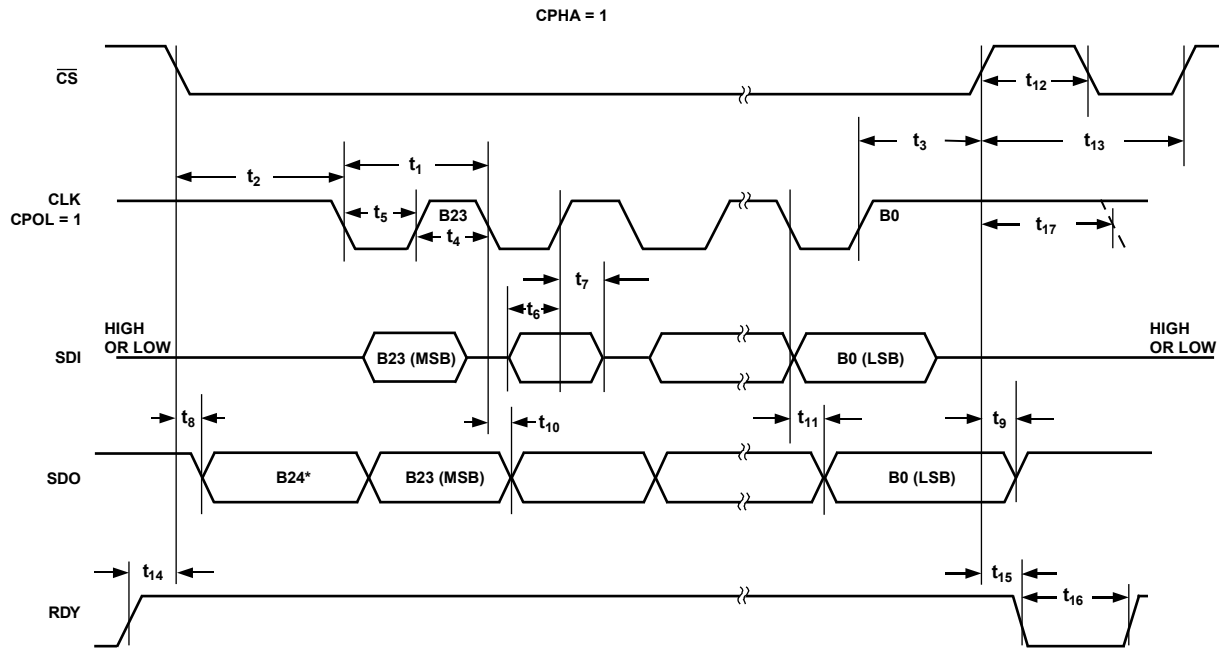 CPHA = 1
CS
t12
t3
t13
t1
t2
CLK
CPOL = 1
t5
B23
t4
B0
t17
t7
t6
HIGH
OR LOW
SDI
B23 (MSB)
B0 (LSB)
HIGH
OR LOW
t8
t10
t11
t9
SDO
B24*
B23 (MSB)
B0 (LSB)
t14
t15
t16
RDY